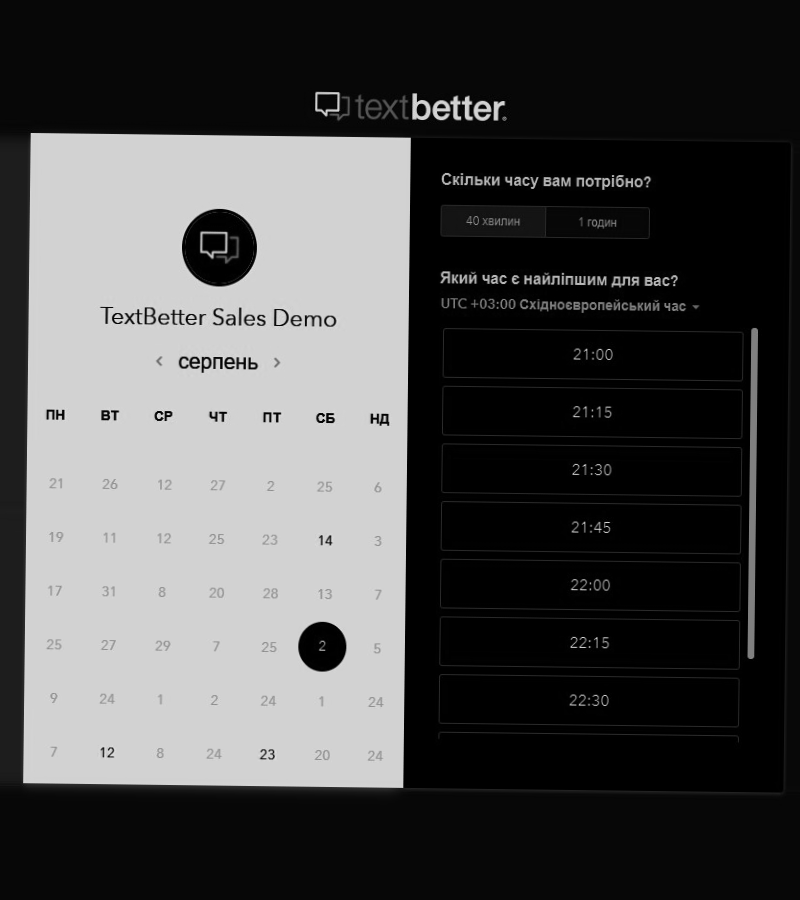 textbetter.
TextBetter Sales Demo
серпень
ПН ВТ СР ЧТ ПТ СБ НД
21 26 12 27 2 25 6
19 11 12 25 23 14 3
17 31 8 20 28 13 7
25 27 29 7 25 2 5
9 24 1 2 24 1 24
7 12 8 24 23 20 24
Скільки часу вам потрібно?
40 хвилин 1 годин
Який час є найліпшим для вас?
UTC +03:00 Східноєвропейський час
21:00
21:15
21:30
21:45
22:00
22:15
22:30